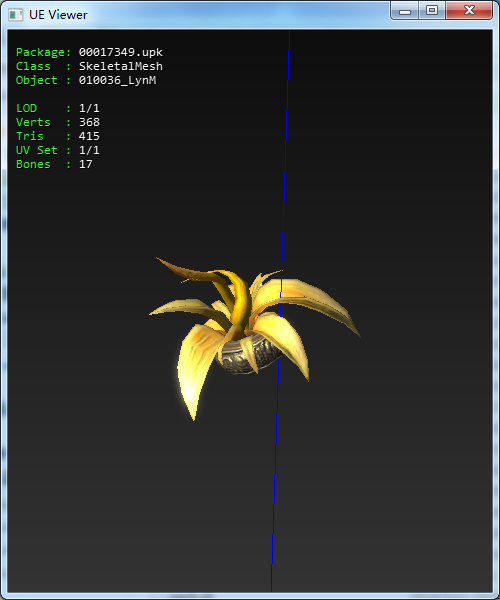 UE Viewer
Package: 00017349.upk
Class : SkeletalMesh
Object : 010036_LynM
LOD : 1/1
Verts : 368
Tris : 415
UV Set : 1/1
Bones : 17